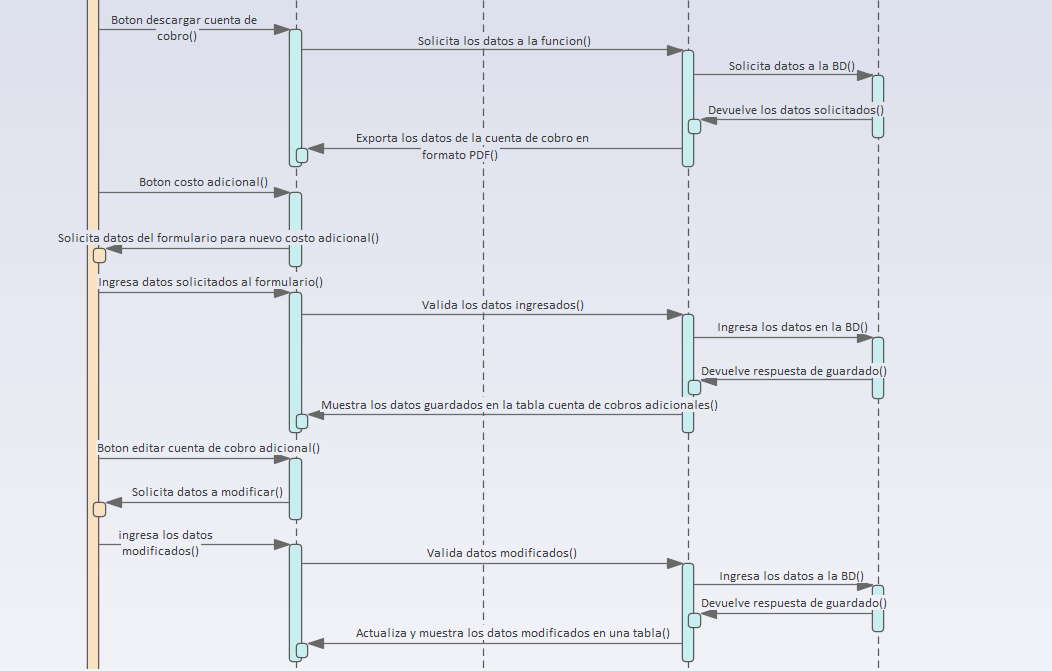 Boton descargar cuenta de
cobro()
Solicita los datos a la funcion()
Solicita datos a la BD()
Devuelve los datos solicitados()
Exporta los datos de la cuenta de cobro en
formato PDF()
Boton costo adicional()
Solicita datos del formulario para nuevo costo adicional()
Ingresa datos solicitados al formulario()
Valida los datos ingresados()
Ingresa los datos en la BD()
Devuelve respuesta de guardado()
Muestra los datos guardados en la tabla cuenta de cobros adicionales()
Boton editar cuenta de cobro adicional()
Solicita datos a modificar()
ingresa los datos
modificados()
Valida datos modificados()
Ingresa los datos a la BD()
Devuelve respuesta de guardado()
Actualiza y muestra los datos modificados en una tabla()